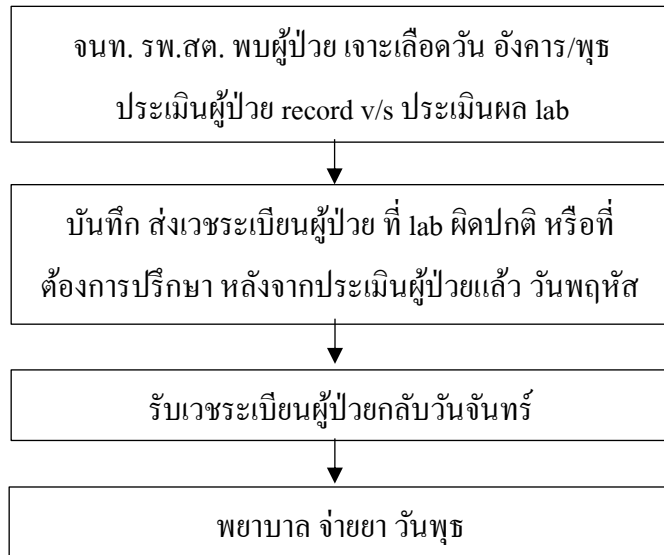 จนท. รพ.สต. พบผู้ป่วย เจาะเลือดวัน อังคาร/พุธ
ประเมินผู้ป่วย record v/s ประเมินผล lab
บันทึก ส่งเวชระเบียนผู้ป่วย ที่ lab ผิดปกติ หรือที่
ต้องการปรึกษา หลังจากประเมินผู้ป่วยแล้ว วันพฤหัส
รับเวชระเบียนผู้ป่วยกลับวันจันทร์
พยาบาล จ่ายยา วันพุธ